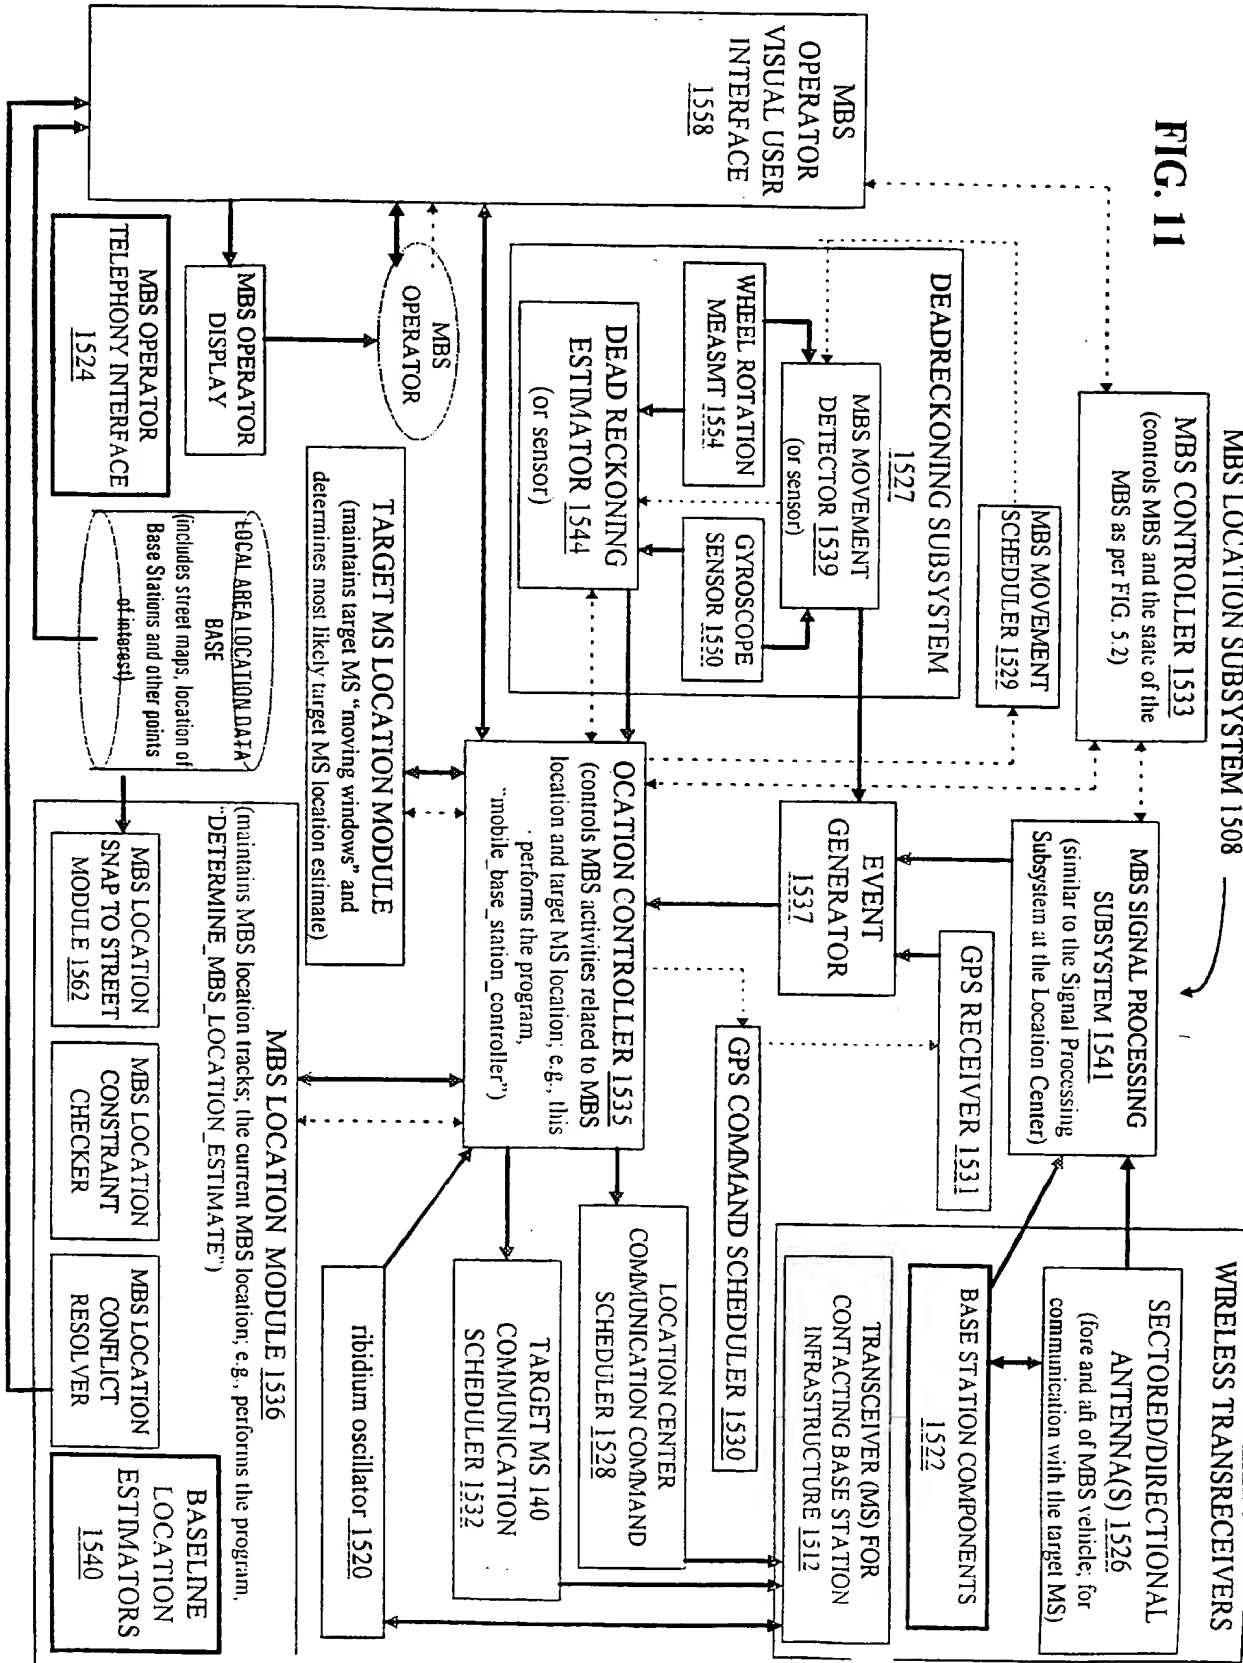 FIG. 11
MBS LOCATION SUBSYSTEM 1508
MBS
OPERATOR
VISUAL USER
INTERFACE
1558
MBS CONTROLLER 1533
(controls MBS and the state of the
MBS as per FIG. 5.2)
MBS SIGNAL PROCESSING
SUBSYSTEM 1541
(similar to the Signal Processing
Subsystem at the Location Center)
WIRELESS TRANSRECEIVERS
SECTORED/DIRECTIONAL
ANTENNA(S) 1526
(fore and aft of MBS vehicle; for
communication with the target MS)
BASE STATION COMPONENTS
1522
TRANSCEIVER (MS) FOR
CONTACTING BASE STATION
INFRASTRUCTURE 1512
MBS MOVEMENT
SCHEDULER 1529
DEADRECKONING SUBSYSTEM
1527
MBS MOVEMENT
DETECTOR 1539
(or sensor)
WHEEL ROTATION
MEASMT 1554
GYROSCOPE
SENSOR 1550
DEAD RECKONING
ESTIMATOR 1544
(or sensor)
EVENT
GENERATOR
1537
GPS RECEIVER 1531
GPS COMMAND SCHEDULER 1530
OCATION CONTROLLER 1535
(controls MBS activities related to MBS
location and target MS location; e.g., this
performs the program,
"mobile_base_station_controller")
LOCATION CENTER
COMMUNICATION COMMAND
SCHEDULER 1528
TARGET MS 140
COMMUNICATION
SCHEDULER 1532
ribidium oscillator 1520
MBS
OPERATOR
MBS OPERATOR
DISPLAY
MBS OPERATOR
TELEPHONY INTERFACE
1524
TARGET MS LOCATION MODULE
(maintains target MS "moving windows" and
determines most likely target MS location estimate)
LOCAL AREA LOCATION DATA
BASE
(includes street maps, location of
Base Stations and other points
of interest)
MBS LOCATION MODULE 1536
(maintains MBS location tracks; the current MBS location, e.g., performs the program,
"DETERMINE_MBS_LOCATION_ESTIMATE")
MBS LOCATION
SNAP TO STREET
MODULE 1562
MBS LOCATION
CONSTRAINT
CHECKER
MBS LOCATION
CONFLICT
RESOLVER
BASELINE
LOCATION
ESTIMATORS
1540